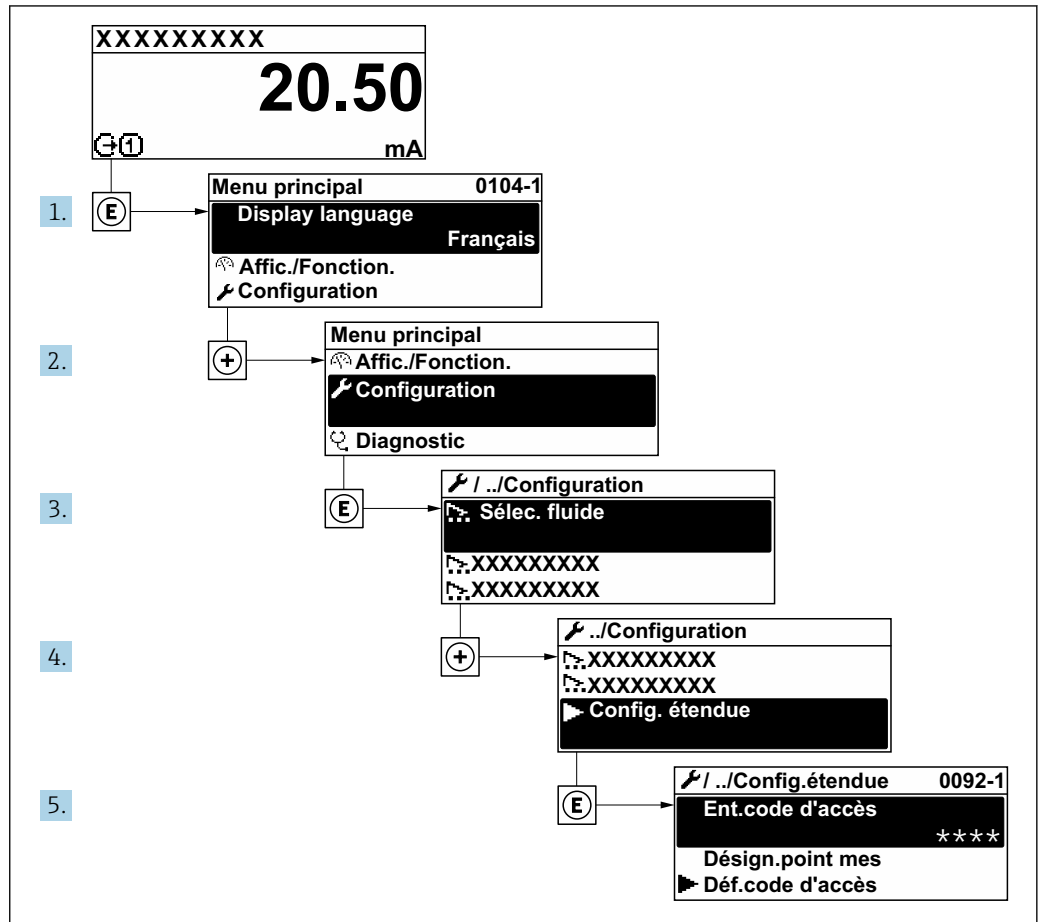 XXXXXXXXX
20.50
1 mA
1.
E
Menu principal 0104-1
Display language
Français
Affic./Fonction.
Configuration
2.
+
Menu principal
Affic./Fonction.
Configuration
Diagnostic
3.
E
/ ../Configuration
Sélec. fluide
XXXXXXXXX
XXXXXXXXX
4.
+
../Configuration
XXXXXXXXX
XXXXXXXXX
Config. étendue
5.
E
/ ../Config.étendue 0092-1
Ent.code d'accès
****
Désign.point mes
Déf.code d'accès